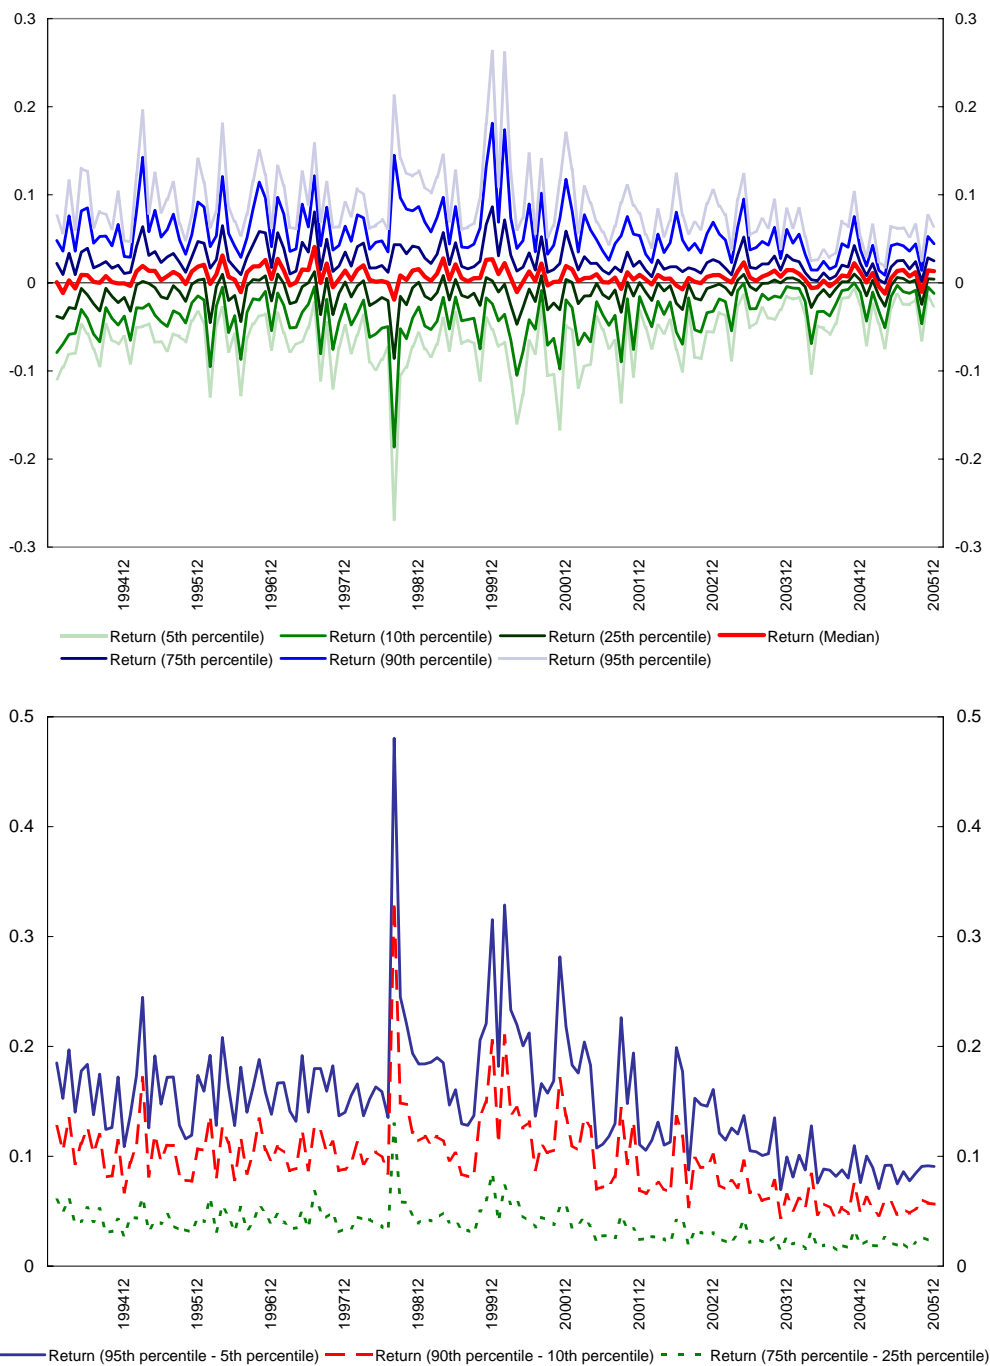 0.3 0.3
0.2 0.2
0.1 0.1
0 0
-0.1 -0.1
-0.2 -0.2
-0.3 -0.3
199412 199512 199612 199712 199812 199912 200012 200112 200212 200312 200412 200512
Return (5th percentile) Return (10th percentile) Return (25th percentile) Return (Median)
Return (75th percentile) Return (90th percentile) Return (95th percentile)
0.5 0.5
0.4 0.4
0.3 0.3
0.2 0.2
0.1 0.1
0 0
199412 199512 199612 199712 199812 199912 200012 200112 200212 200312 200412 200512
Return (95th percentile - 5th percentile) Return (90th percentile - 10th percentile) Return (75th percentile - 25th percentile)